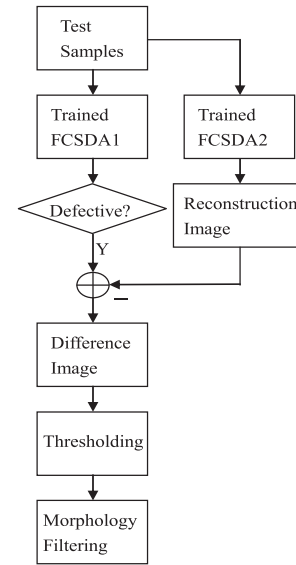 Test
Samples
Trained
FCSDA1
Trained
FCSDA2
Defective?
Reconstruction
Image
Y
−
Difference
Image
Thresholding
Morphology
Filtering